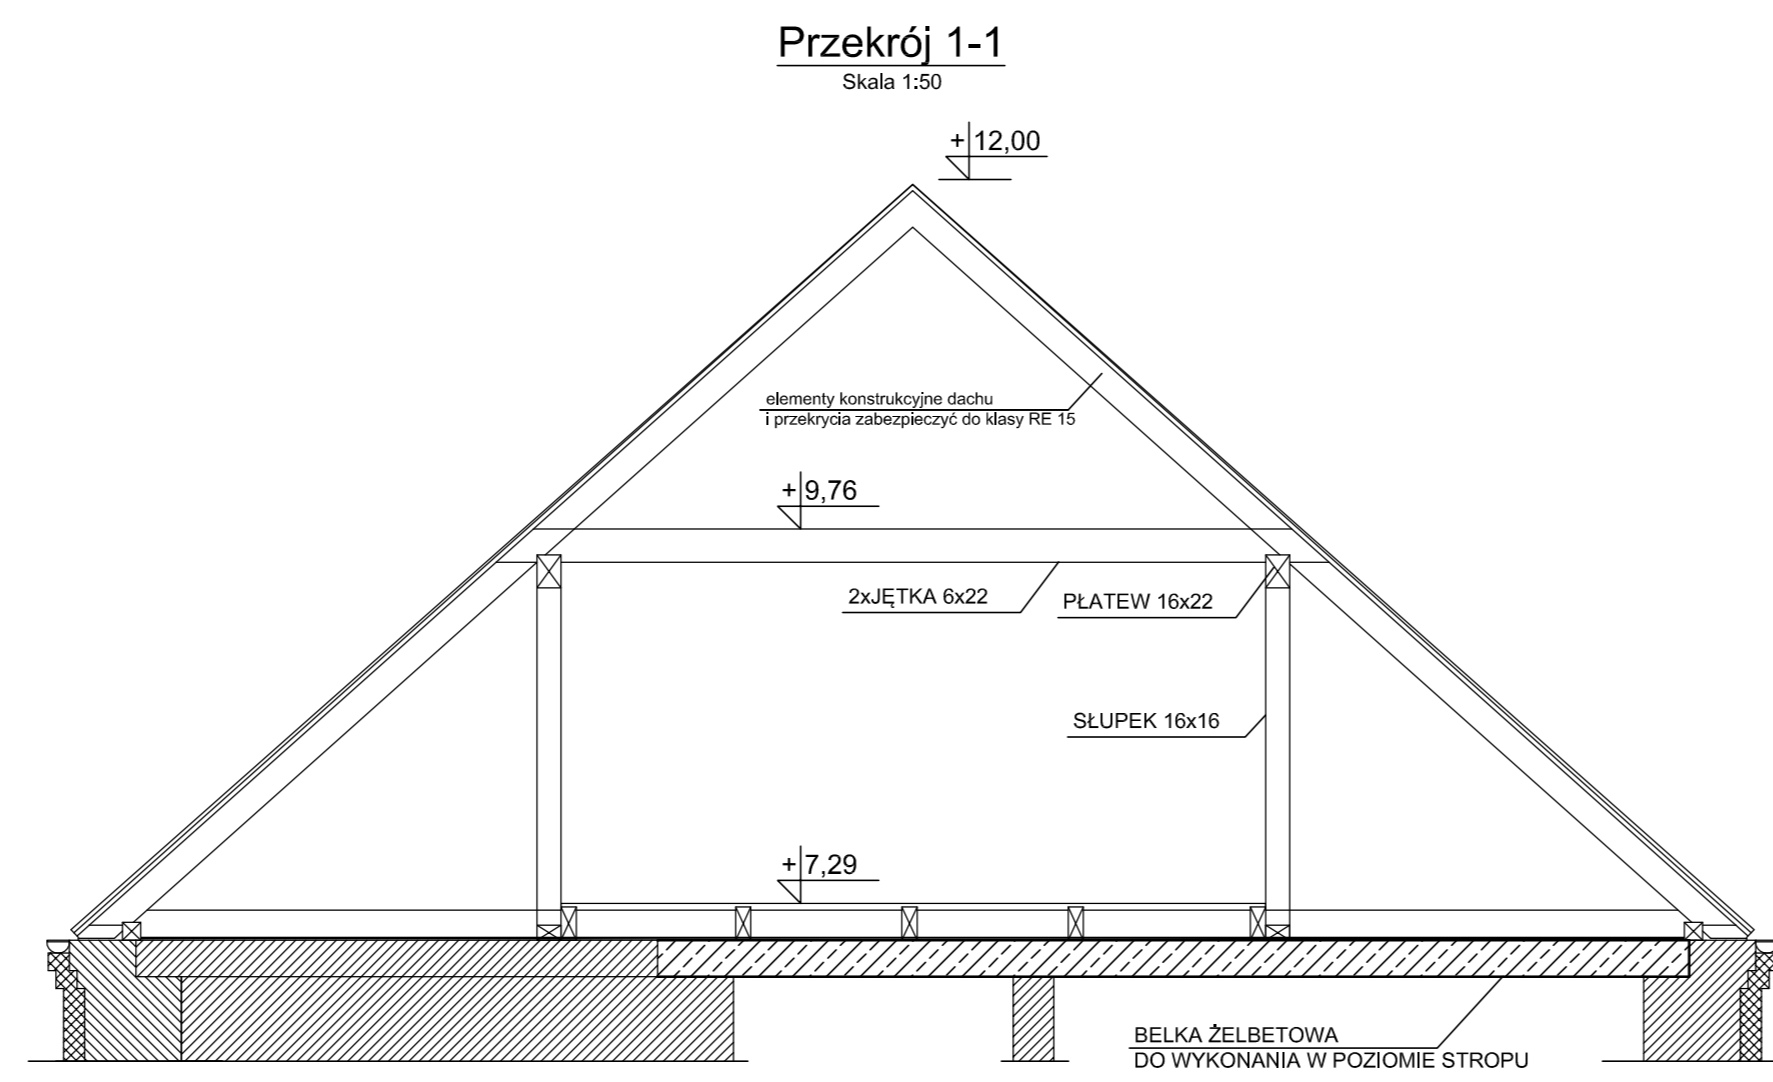 Przekrój 1-1
Skala 1:50
+12,00
elementy konstrukcyjne dachu
i przekrycia zabezpieczyć do klasy RE 15
+9,76
2xJĘTKA 6x22
PŁATEW 16x22
SŁUPEK 16x16
+7,29
BELKA ŻELBETOWA
DO WYKONANIA W POZIOMIE STROPU